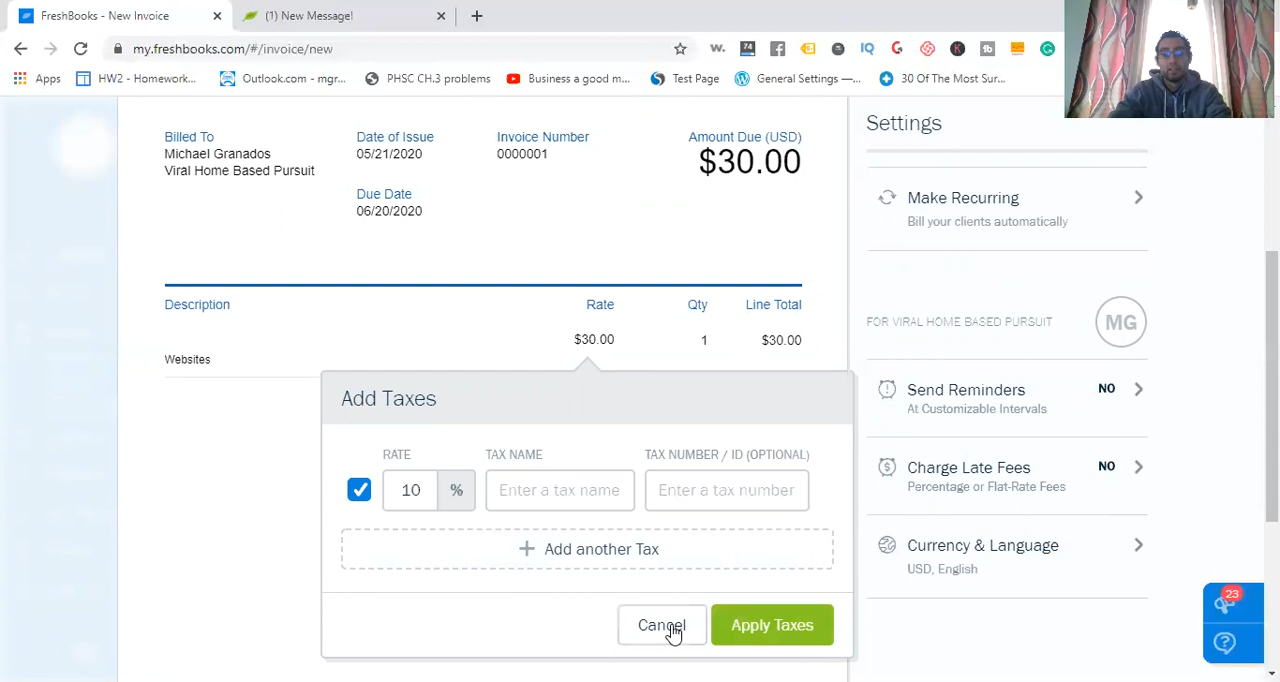 FreshBooks - New Invoice
(1) New Message!
my.freshbooks.com/#/invoice/new
w.
74
IQ
G
K
tb
Apps
HW2 - Homework...
Outlook.com - mgr...
PHSC CH.3 problems
Business a good m...
Test Page
General Settings —...
30 Of The Most Sur...
Billed To
Michael Granados
Viral Home Based Pursuit
Date of Issue
05/21/2020
Due Date
06/20/2020
Invoice Number
0000001
Amount Due (USD)
$30.00
Description Rate Qty Line Total
$30.00 1 $30.00
Websites
Add Taxes
RATE TAX NAME TAX NUMBER / ID (OPTIONAL)
10 % Enter a tax name Enter a tax number
+ Add another Tax
Cancel Apply Taxes
Settings
Make Recurring
Bill your clients automatically
FOR VIRAL HOME BASED PURSUIT MG
Send Reminders NO
At Customizable Intervals
Charge Late Fees NO
Percentage or Flat-Rate Fees
Currency & Language
USD, English
23